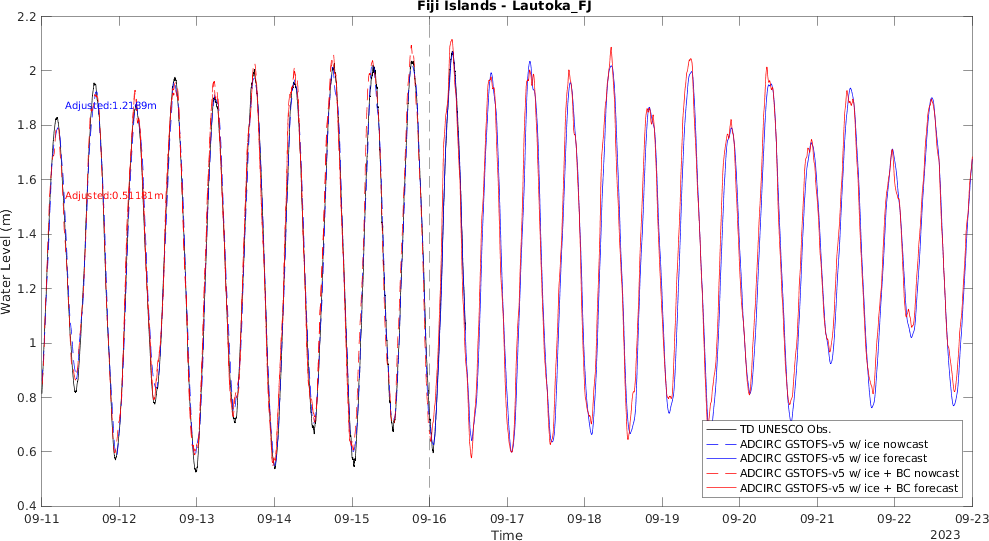 Fiji Islands - Lautoka_FJ
2.2
2
1.8
1.6
1.4
1.2
1
0.8
0.6
0.4
Water Level (m)
Adjusted:1.2189m
Adjusted:0.51181m
TD UNESCO Obs.
ADCIRC GSTOFS-v5 w/ ice nowcast
ADCIRC GSTOFS-v5 w/ ice forecast
ADCIRC GSTOFS-v5 w/ ice + BC nowcast
ADCIRC GSTOFS-v5 w/ ice + BC forecast
09-11 09-12 09-13 09-14 09-15 09-16 09-17 09-18 09-19 09-20 09-21 09-22 09-23
Time
2023